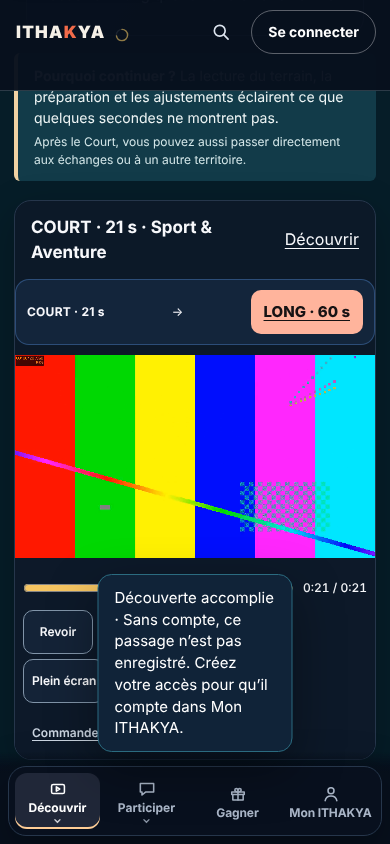 ITHAKYA
Se connecter
Pourquoi continuer ? La lecture du terrain, la
préparation et les ajustements éclairent ce que
quelques secondes ne montrent pas.
Après le Court, vous pouvez aussi passer directement
aux échanges ou à un autre territoire.
COURT · 21 s · Sport &
Aventure
Découvrir
COURT · 21 s
→
LONG · 60 s
0:21 / 0:21
Revoir
Plein écran
Commande
Découverte accomplie
· Sans compte, ce
passage n’est pas
enregistré. Créez
votre accès pour qu’il
compte dans Mon
ITHAKYA.
Découvrir
Participer
Gagner
Mon ITHAKYA